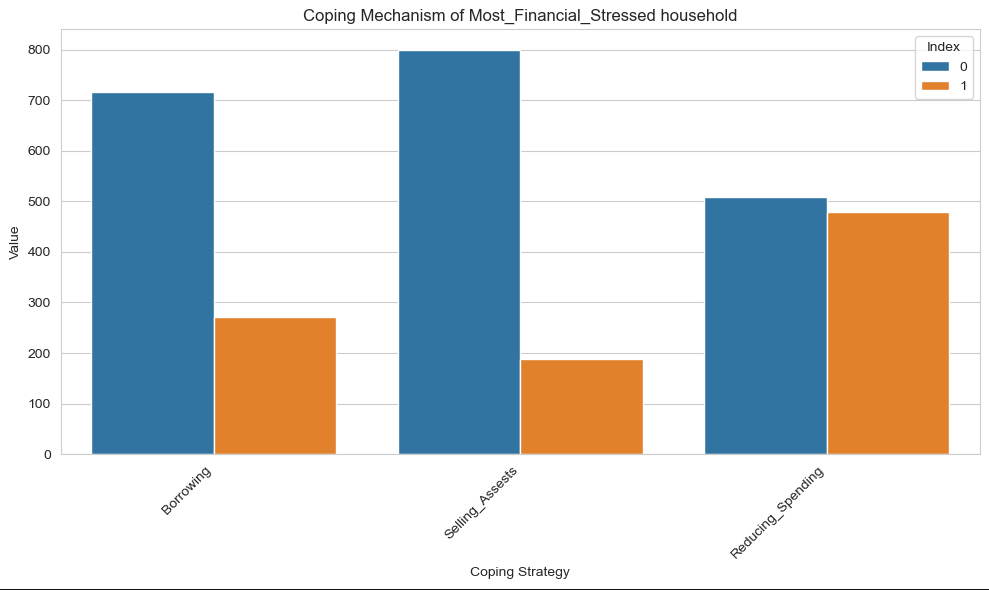 Coping Mechanism of Most_Financial_Stressed household
Index
0
1
800
700
600
500
400
300
200
100
0
Value
Borrowing
Selling_Assests
Reducing_Spending
Coping Strategy